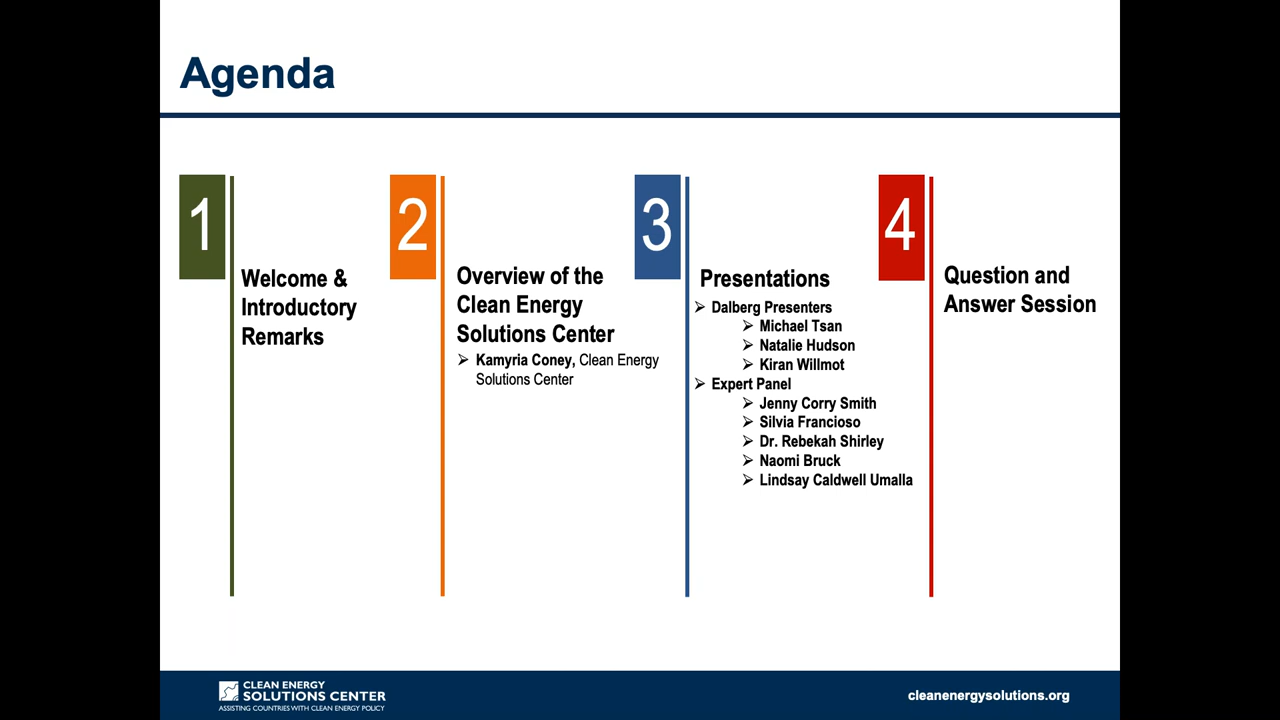 Agenda
1
Welcome &
Introductory
Remarks
2
Overview of the
Clean Energy
Solutions Center
➢ Kamyria Coney, Clean Energy
Solutions Center
3
Presentations
➢ Dalberg Presenters
➢ Michael Tsan
➢ Natalie Hudson
➢ Kiran Willmot
➢ Expert Panel
➢ Jenny Corry Smith
➢ Silvia Francioso
➢ Dr. Rebekah Shirley
➢ Naomi Bruck
➢ Lindsay Caldwell Umalla
4
Question and
Answer Session
CLEAN ENERGY
SOLUTIONS CENTER
ASSISTING COUNTRIES WITH CLEAN ENERGY POLICY
cleanenergysolutions.org